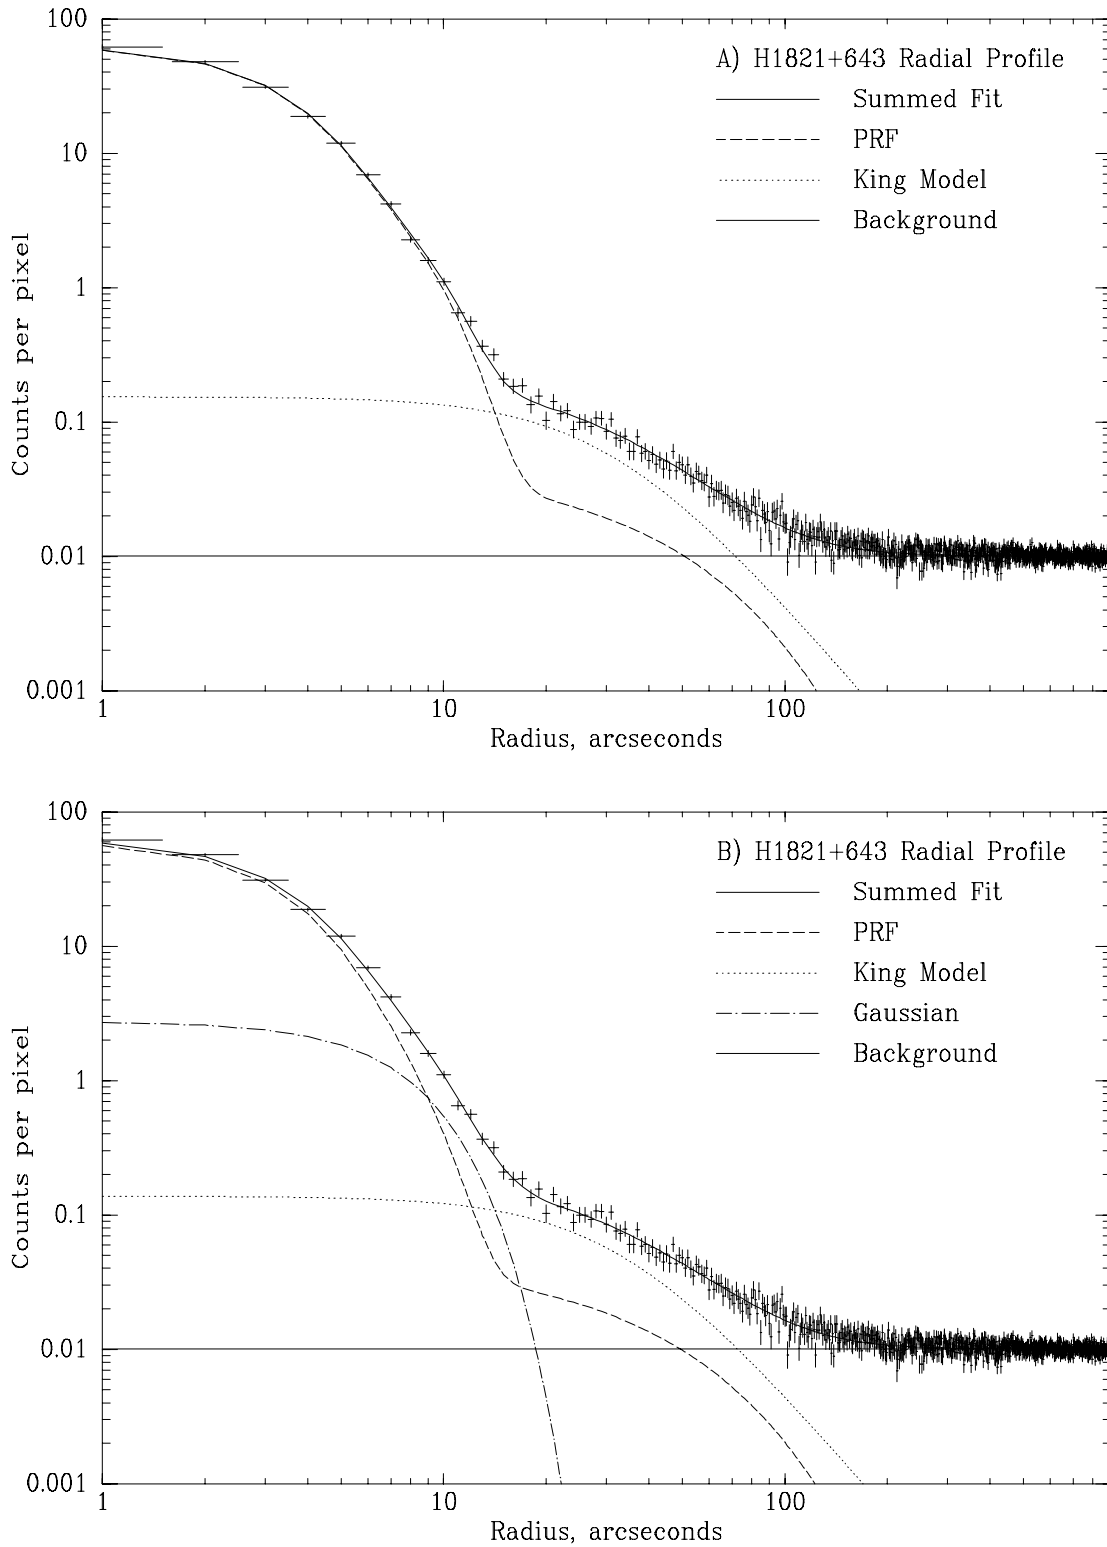 100
10
1
0.1
0.01
0.001
Counts per pixel
A) H1821+643 Radial Profile
Summed Fit
PRF
King Model
Background
1
10
100
Radius, arcseconds
100
10
1
0.1
0.01
0.001
Counts per pixel
B) H1821+643 Radial Profile
Summed Fit
PRF
King Model
Gaussian
Background
1
10
100
Radius, arcseconds